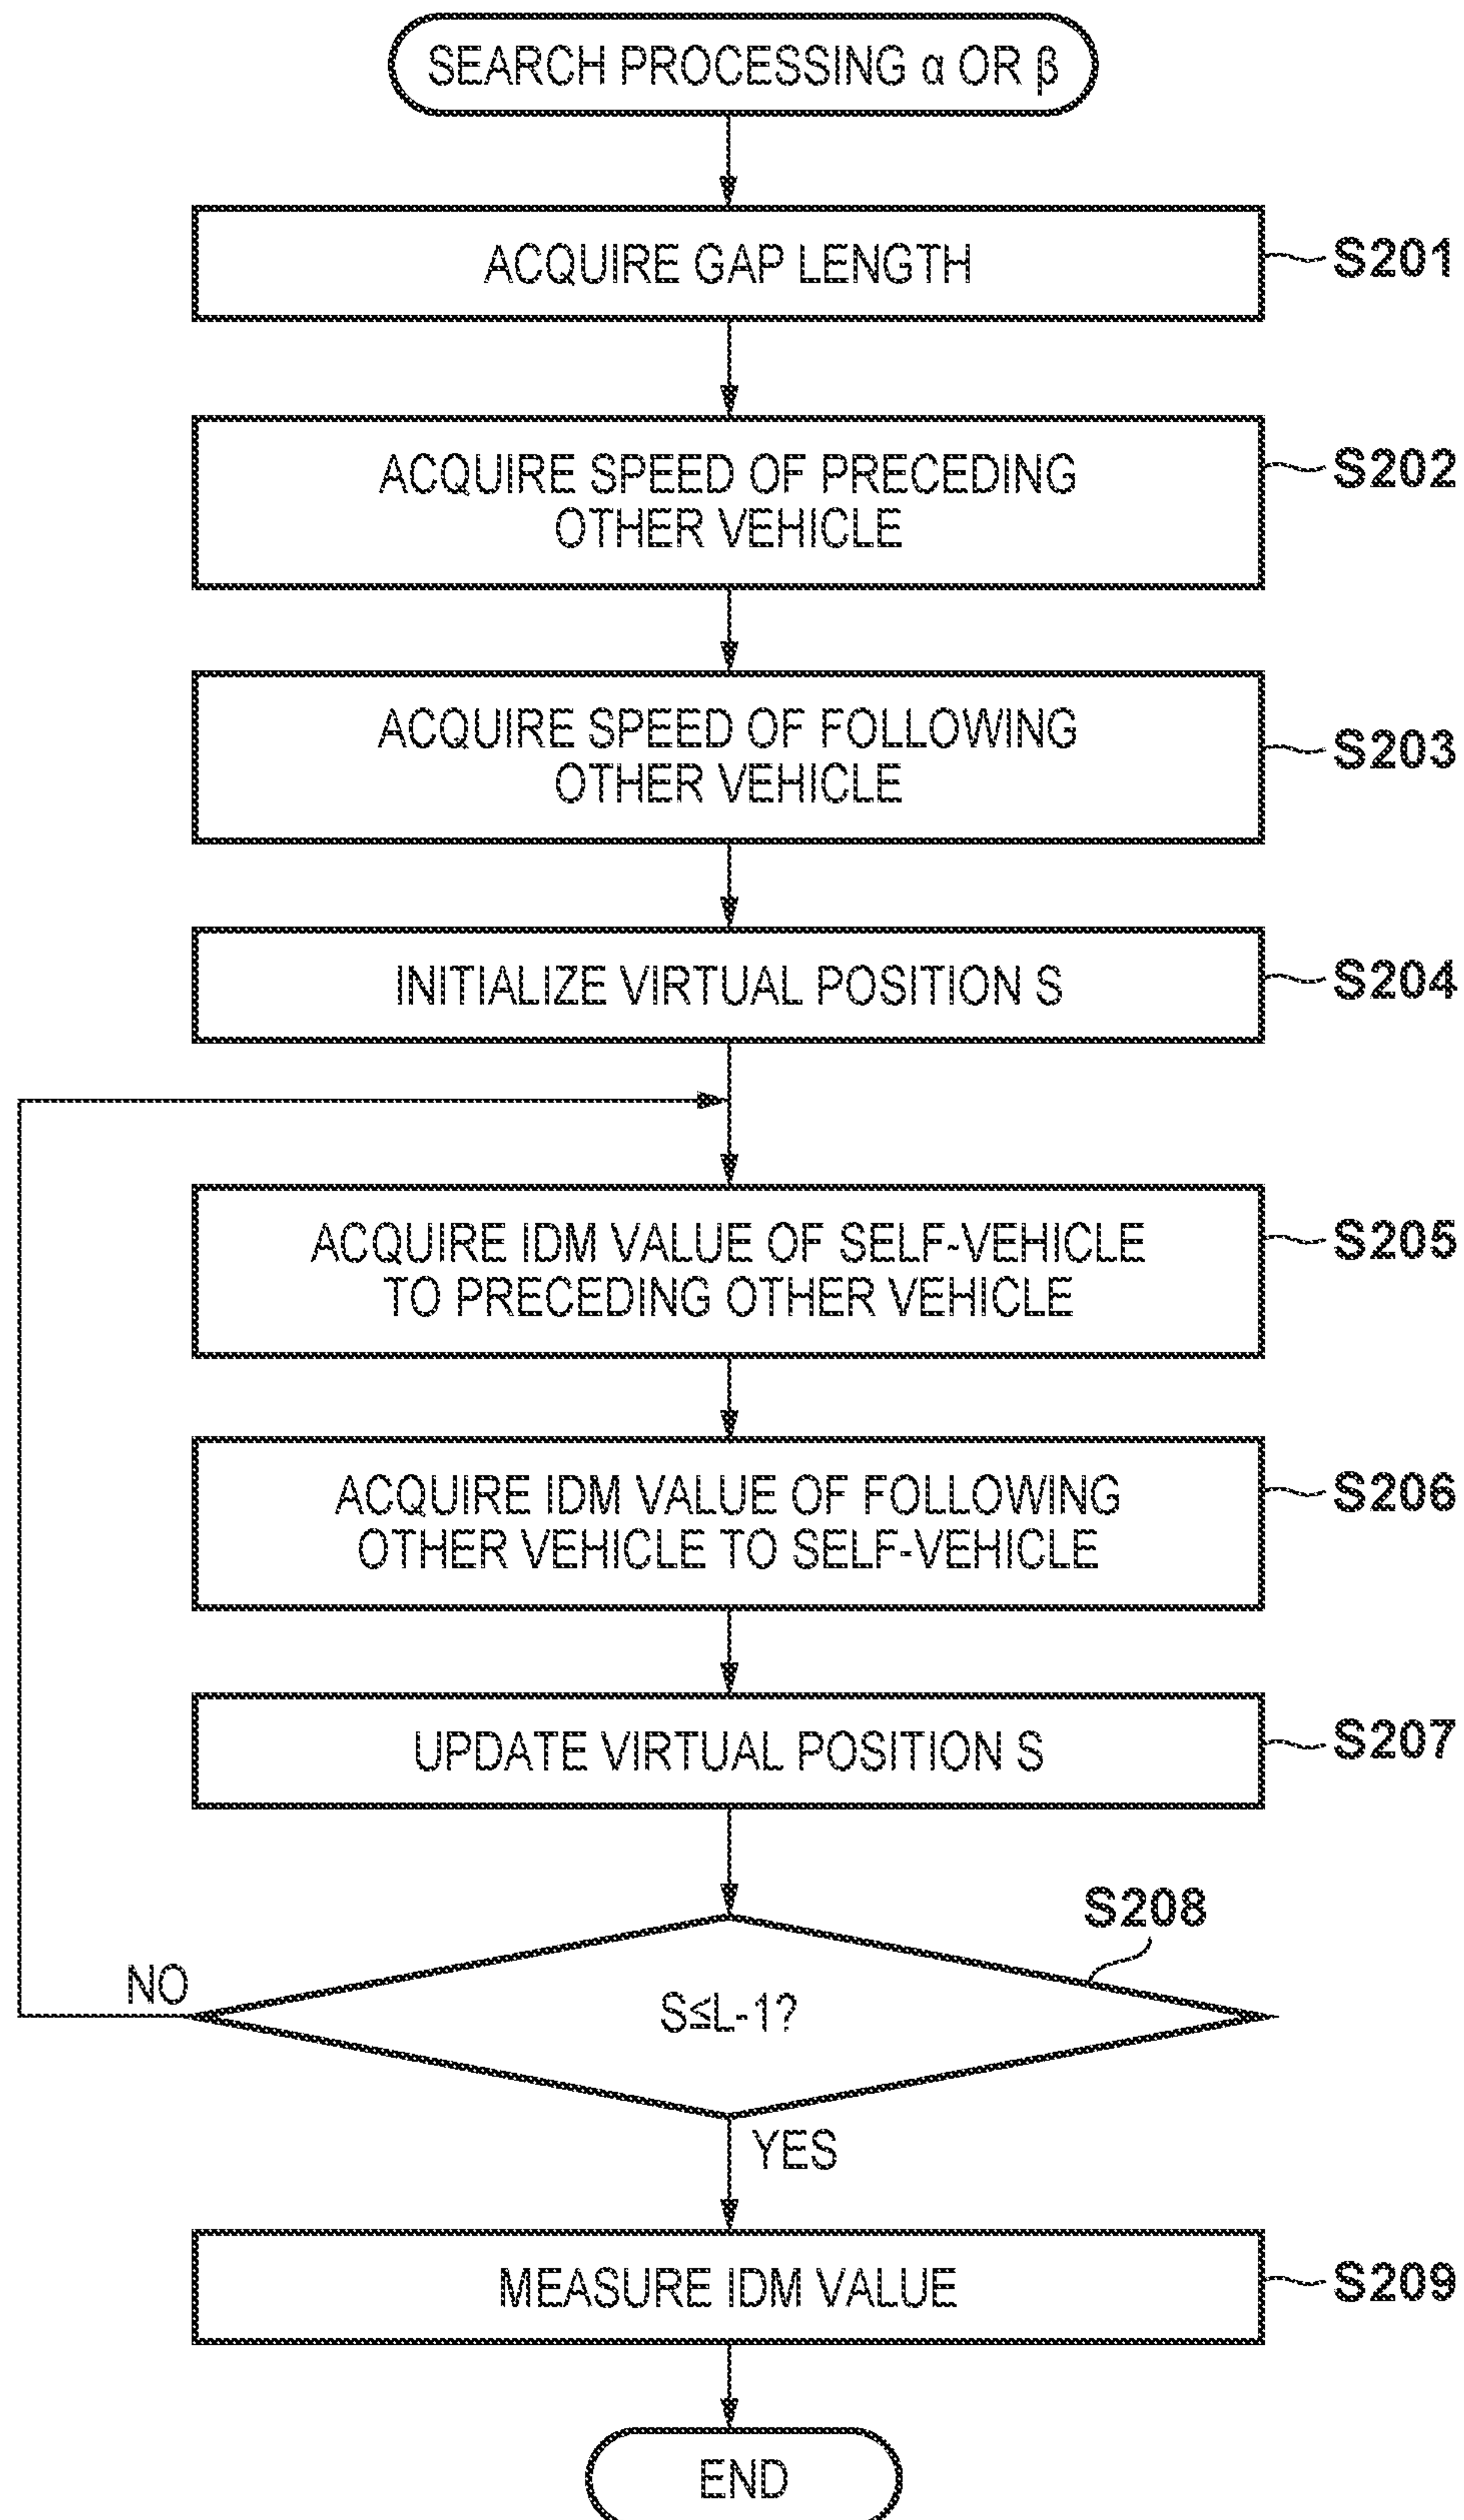 SEARCH PROCESSING α OR β
ACQUIRE GAP LENGTH
S201
ACQUIRE SPEED OF PRECEDING
OTHER VEHICLE
S202
ACQUIRE SPEED OF FOLLOWING
OTHER VEHICLE
S203
INITIALIZE VIRTUAL POSITION S
S204
ACQUIRE IDM VALUE OF SELF-VEHICLE
TO PRECEDING OTHER VEHICLE
S205
ACQUIRE IDM VALUE OF FOLLOWING
OTHER VEHICLE TO SELF-VEHICLE
S206
UPDATE VIRTUAL POSITION S
S207
S208
NO
S≤L-1?
YES
MEASURE IDM VALUE
S209
END